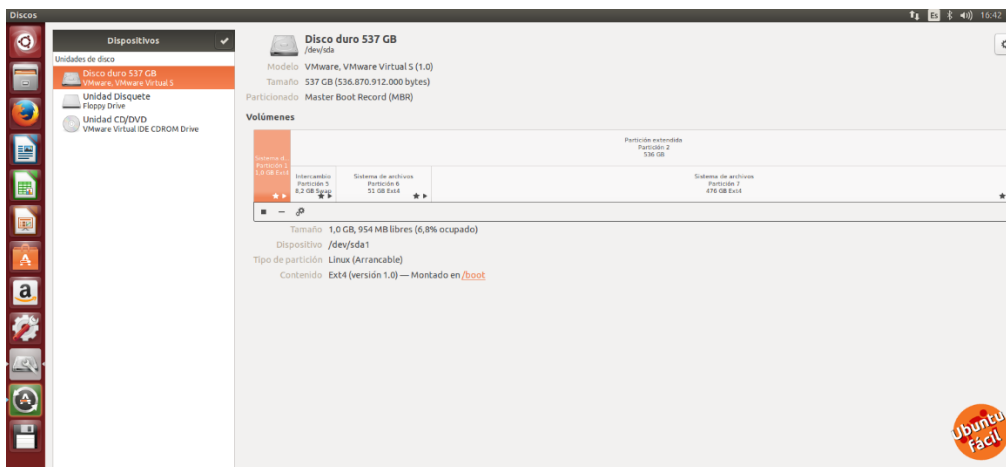 Discos
Es
16:42
Dispositivos
Unidades de disco
Disco duro 537 GB
VMware, VMware Virtual S
Unidad Disquete
Floppy Drive
Unidad CD/DVD
VMware Virtual IDE CDROM Drive
Disco duro 537 GB
/dev/sda
Modelo VMware, VMware Virtual S (1.0)
Tamaño 537 GB (536.870.912.000 bytes)
Particionado Master Boot Record (MBR)
Volúmenes
Sistema d...
Partición 1
1,0 GB Ext4
Partición extendida
Partición 2
536 GB
Intercambio
Partición 5
8,2 GB Swap
Sistema de archivos
Partición 6
51 GB Ext4
Sistema de archivos
Partición 7
476 GB Ext4
Tamaño 1,0 GB, 954 MB libres (6,8% ocupado)
Dispositivo /dev/sda1
Tipo de partición Linux (Arrancable)
Contenido Ext4 (versión 1.0) — Montado en /boot
Ubuntu
Fácil